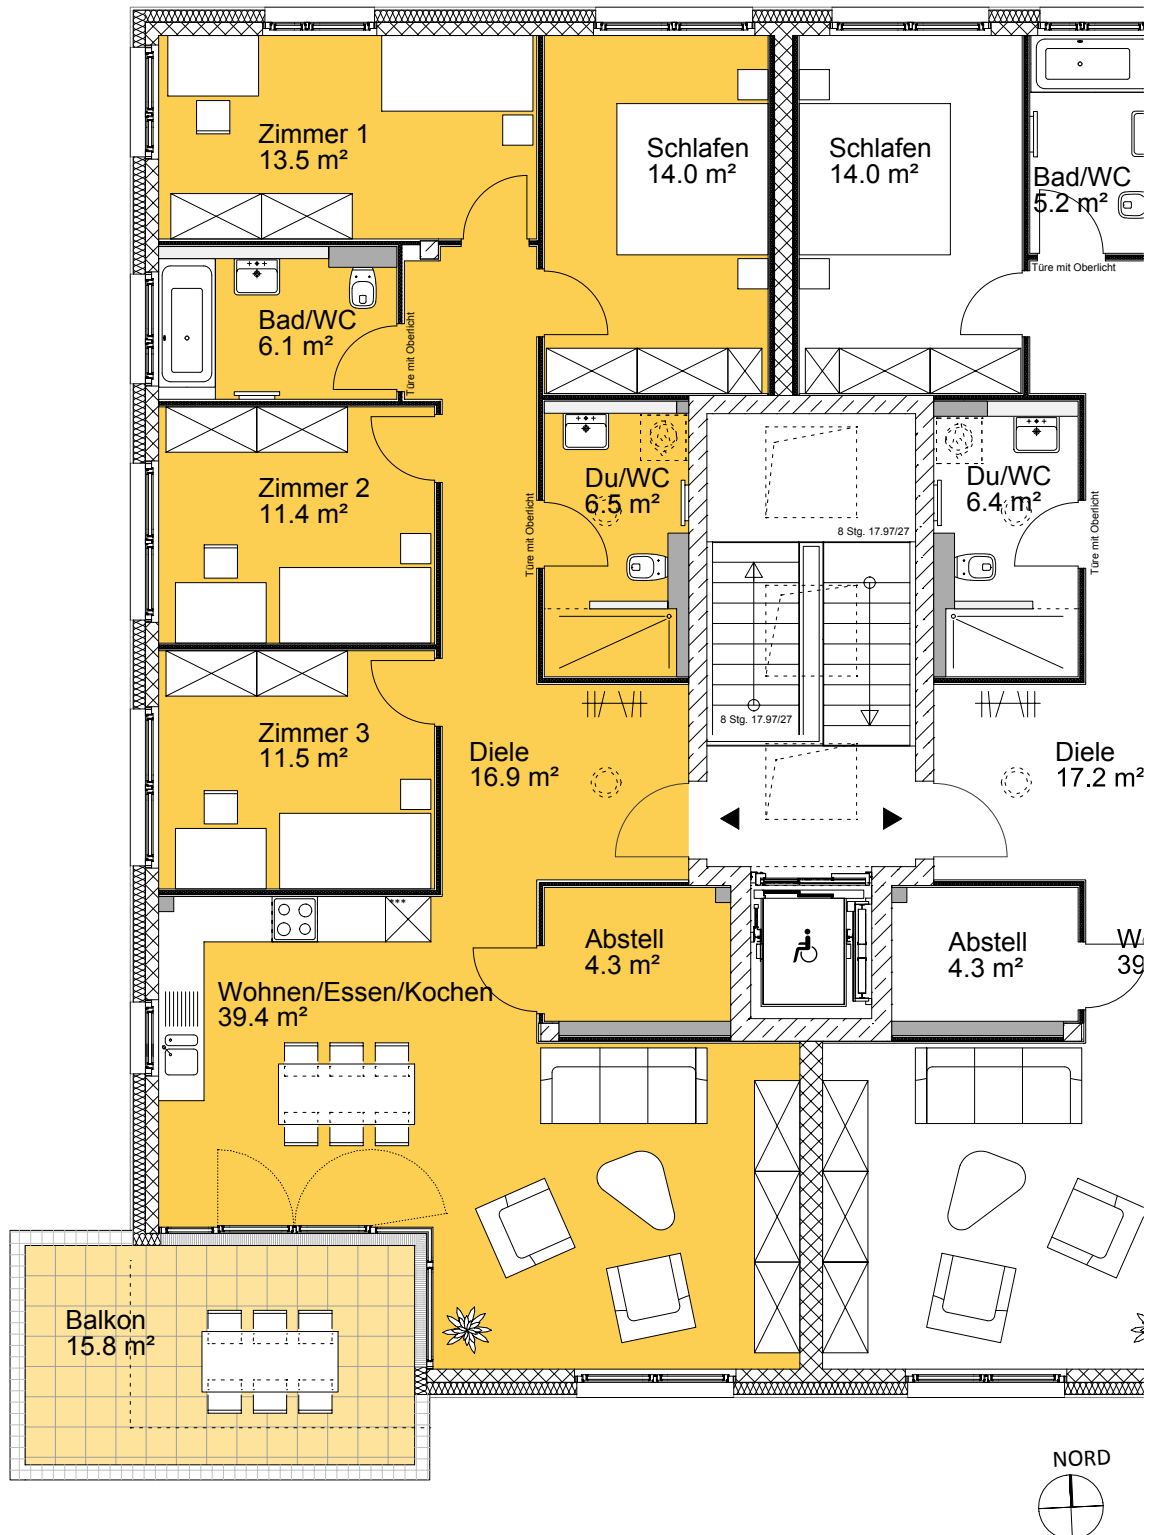 Zimmer 1
13.5 m²
Schlafen
14.0 m²
Schlafen
14.0 m²
Bad/WC
5.2 m²
Türe mit Oberlicht
Bad/WC
6.1 m²
Türe mit Oberlicht
Zimmer 2
11.4 m²
Du/WC
6.5 m²
Türe mit Oberlicht
Du/WC
6.4 m²
Türe mit Oberlicht
8 Stg. 17.97/27
8 Stg. 17.97/27
Zimmer 3
11.5 m²
Diele
16.9 m²
Diele
17.2 m²
***
Abstell
4.3 m²
Abstell
4.3 m²
W
39
Wohnen/Essen/Kochen
39.4 m²
Balkon
15.8 m²
NORD